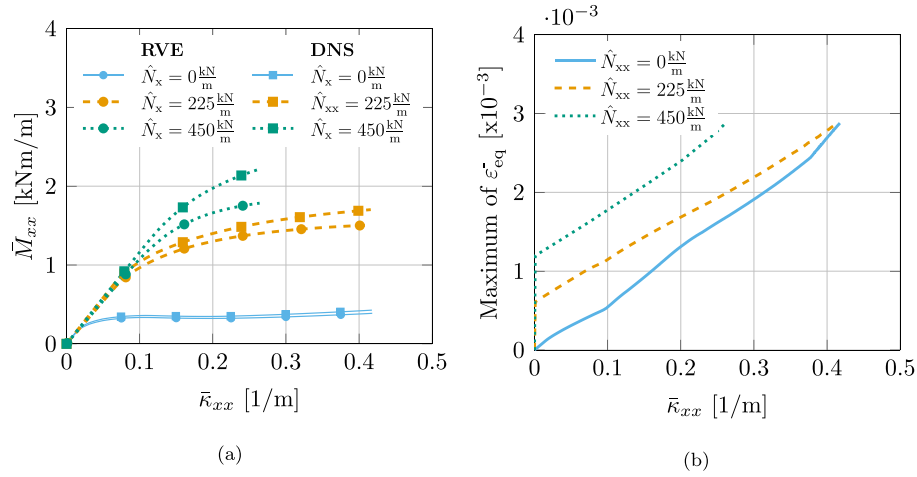 4
3
2
1
0
0
0.1
0.2
0.3
0.4
0.5
M̄xx [kNm/m]
κ̄xx [1/m]
RVE DNS
N̂x = 0 kN/m N̂x = 0 kN/m
N̂x = 225 kN/m N̂xx = 225 kN/m
N̂x = 450 kN/m N̂x = 450 kN/m
(a)
·10⁻³
4
3
2
1
0
0
0.1
0.2
0.3
0.4
0.5
Maximum of ε⁻eq [x10⁻³]
κ̄xx [1/m]
N̂xx = 0 kN/m
N̂xx = 225 kN/m
N̂xx = 450 kN/m
(b)